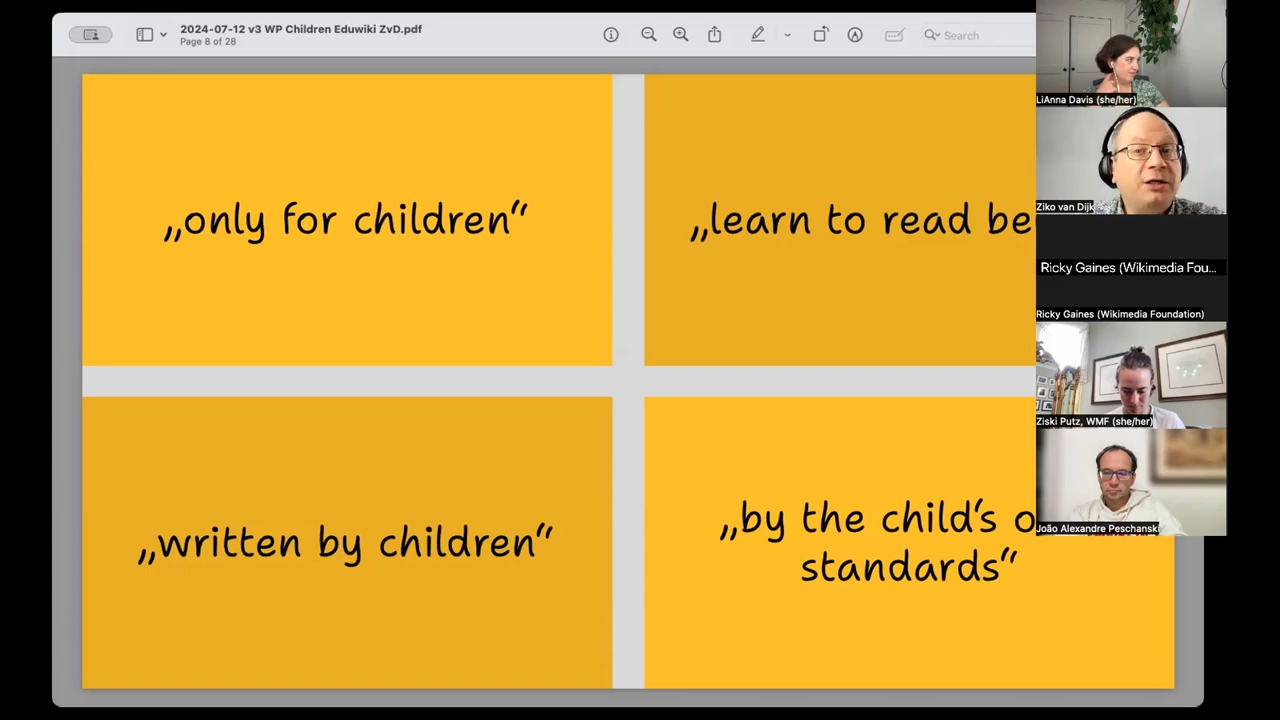 2024-07-12 v3 WP Children Eduwiki ZvD.pdf
Page 8 of 28
Search
„only for children“
„learn to read be
„written by children“
„by the child‘s o
standards“
LiAnna Davis (she/her)
Ziko van Dijk
Ricky Gaines (Wikimedia Fou...
Ricky Gaines (Wikimedia Foundation)
Ziski Putz, WMF (she/her)
João Alexandre Peschanski